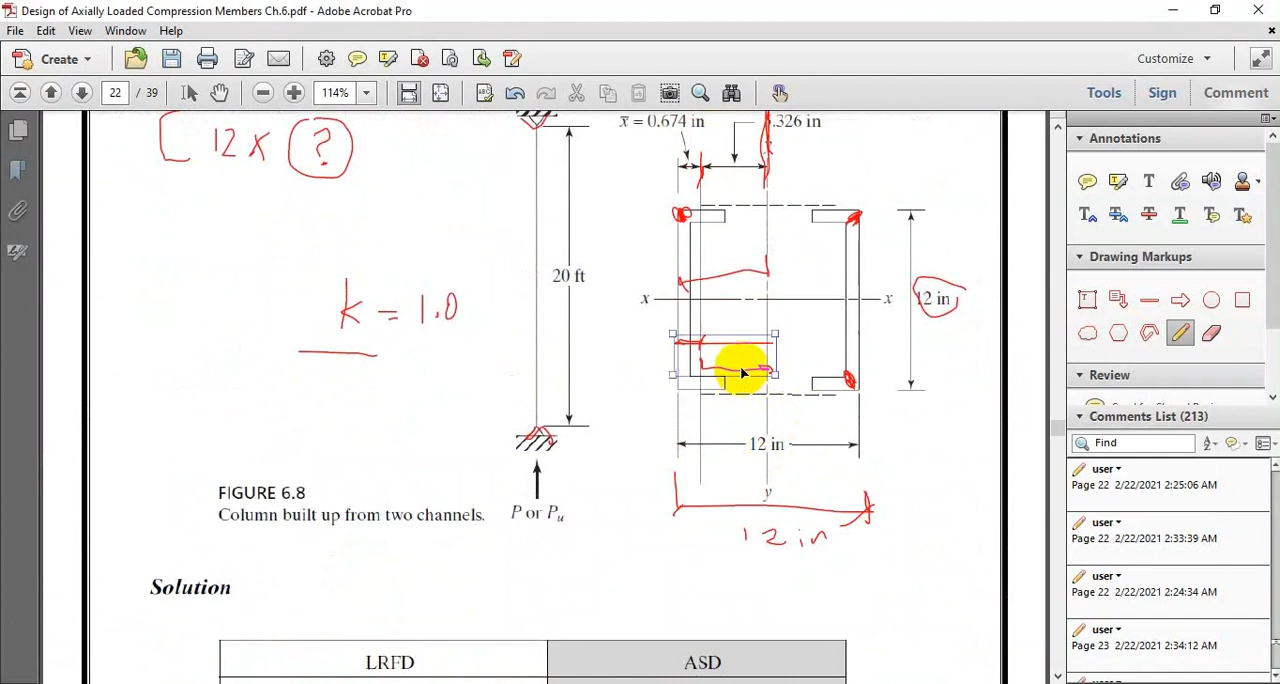 Design of Axially Loaded Compression Members Ch.6.pdf - Adobe Acrobat Pro
File Edit View Window Help
Create Customize
22 / 39 114% Tools Sign Comment
[ 12 x ?
x̅ = 0.674 in .326 in
k = 1.0
20 ft
x x
12 in
12 in
y
12 in
P or Pu
FIGURE 6.8
Column built up from two channels.
Solution
LRFD ASD
Annotations
Drawing Markups
Review
Comments List (213)
Find
user
Page 22 2/22/2021 2:25:06 AM
user
Page 22 2/22/2021 2:33:39 AM
user
Page 22 2/22/2021 2:24:34 AM
user
Page 23 2/22/2021 2:34:12 AM